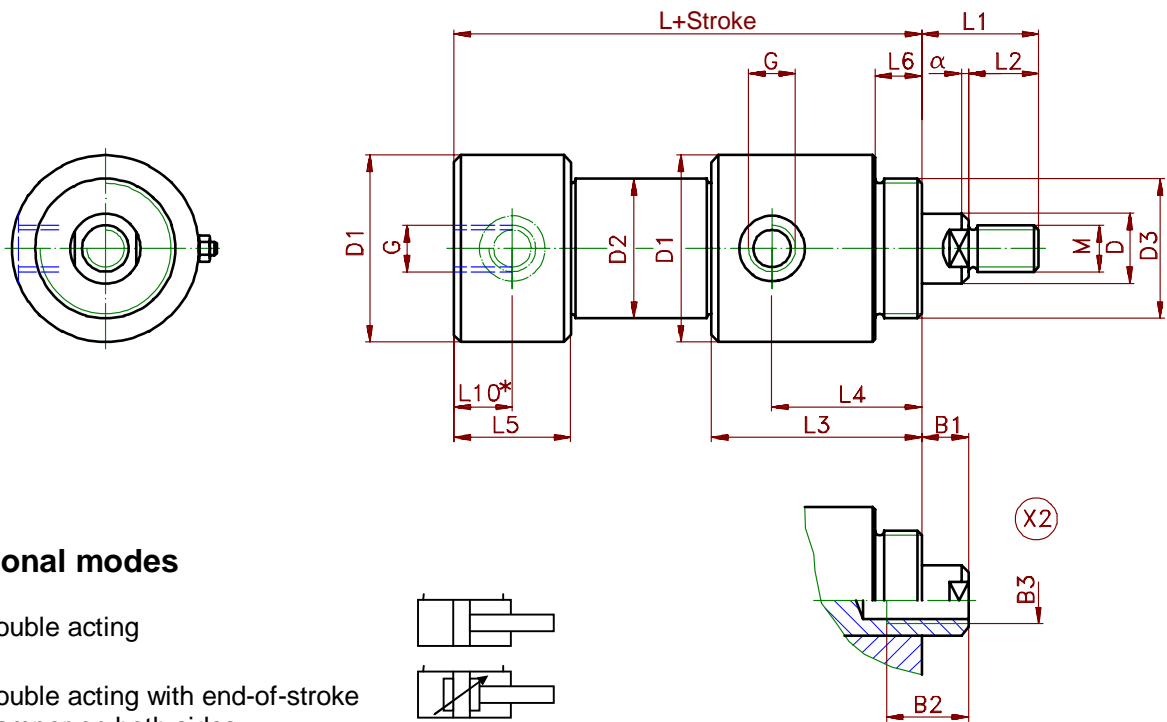 L+Stroke
L1
G
L6
α
L2
D1
G
D2
D1
M
D
D3
L10*
L5
L4
L3
B1
X2
B3
B2
onal modes
ouble acting
ouble acting with end-of-stroke